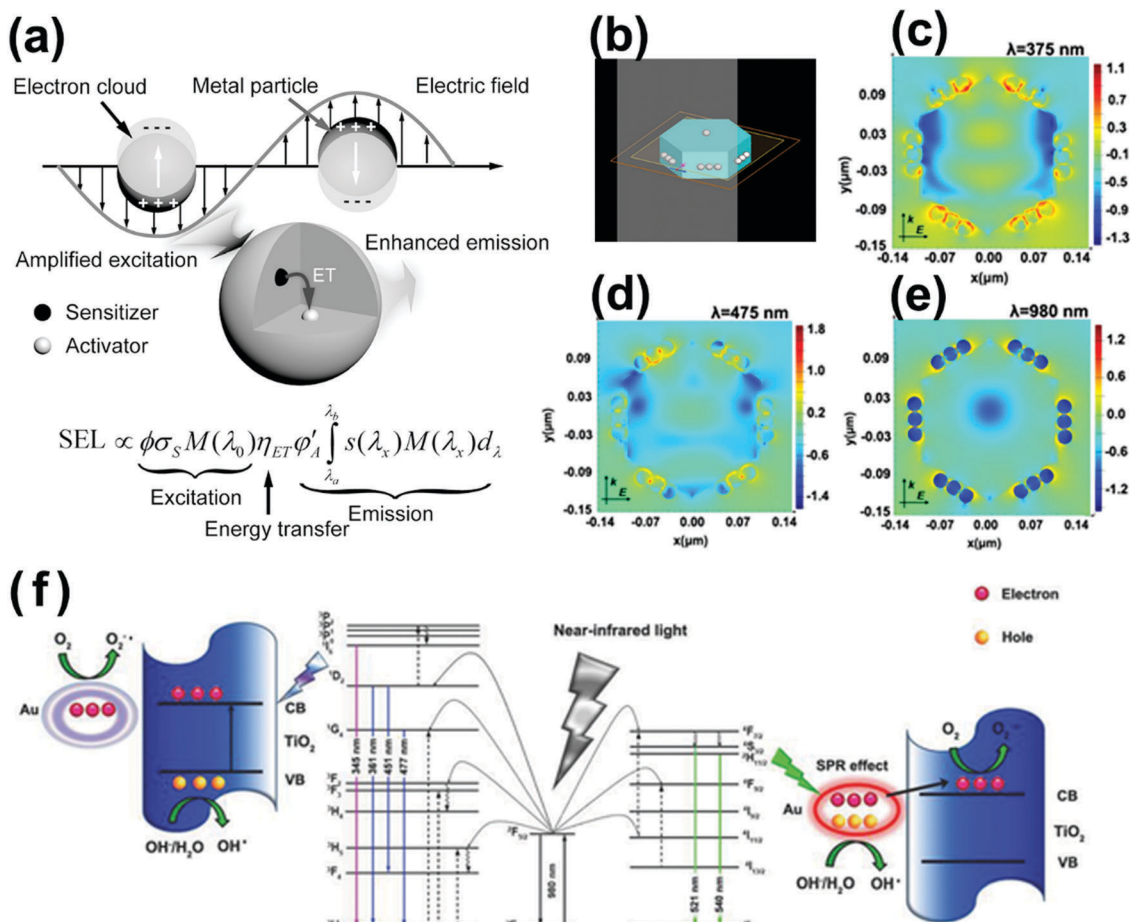 (a)
Electron cloud
Metal particle
Electric field
- - -
+ + +
+ + +
- - -
Amplified excitation
Enhanced emission
ET
Sensitizer
Activator
SEL ∝ ϕσ_S M(λ_0)η_ET φ'_A ∫_{λ_a}^{λ_b} s(λ_x)M(λ_x)d_λ
Excitation
Emission
Energy transfer
(b)
(c)
λ=375 nm
1.1
0.7
0.3
-0.1
-0.5
-0.9
-1.3
y(µm)
0.09
0.03
-0.03
-0.09
-0.15
k
E
-0.14 -0.07 0.00 0.07 0.14
x(µm)
(d)
λ=475 nm
1.8
1.0
0.2
-0.6
-1.4
y(µm)
0.09
0.03
-0.03
-0.09
-0.15
k
E
-0.14 -0.07 0.00 0.07 0.14
x(µm)
(e)
λ=980 nm
1.2
0.6
0.0
-0.6
-1.2
y(µm)
0.09
0.03
-0.03
-0.09
-0.15
k
E
-0.14 -0.07 0.00 0.07 0.14
x(µm)
(f)
Electron
Hole
O₂
O₂⁻•
Au
CB
TiO₂
VB
OH⁻/H₂O
OH•
Near-infrared light
345 nm
361 nm
451 nm
477 nm
²F₅/₂
980 nm
⁴F₇/₂
⁴S₃/₂
²H₁₁/₂
⁴F₉/₂
⁴I₉/₂
⁴I₁₁/₂
⁴I₁₃/₂
521 nm
540 nm
SPR effect
Au
O₂
O₂⁻•
CB
TiO₂
VB
OH⁻/H₂O
OH•